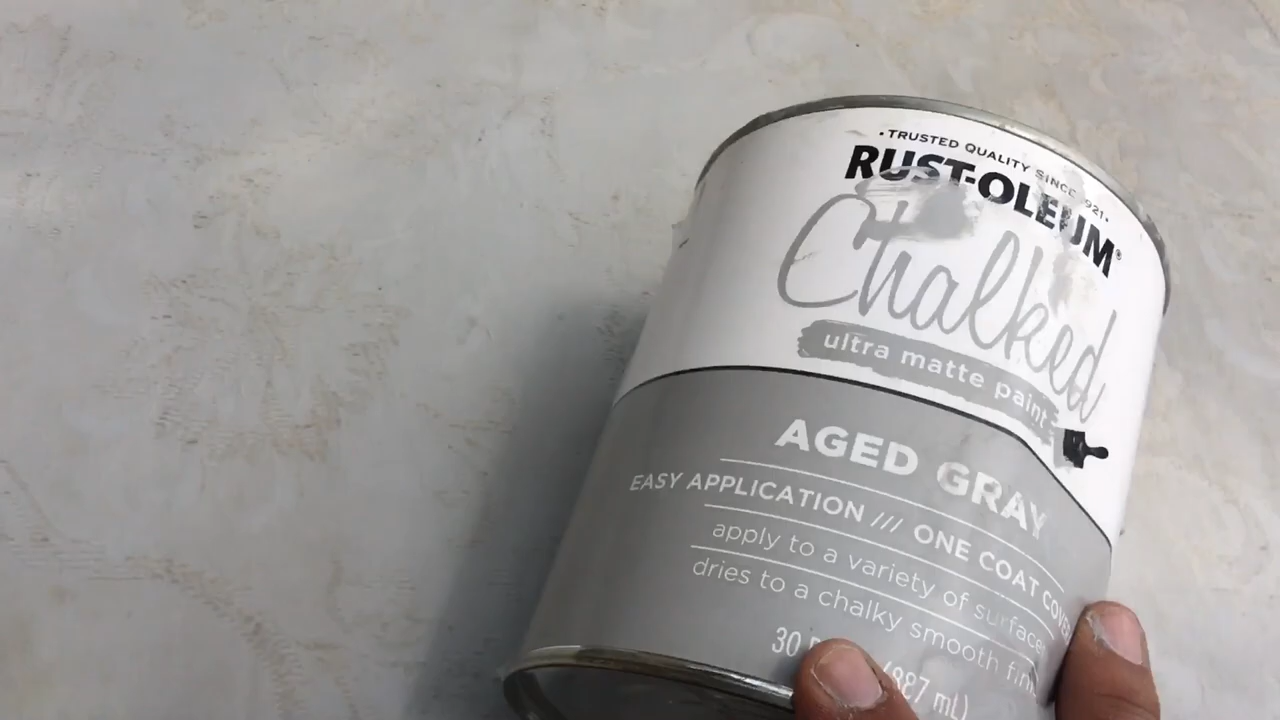 • TRUSTED QUALITY SINCE 1921 •
RUST-OLEUM®
Chalked
ultra matte paint
AGED GRAY
EASY APPLICATION /// ONE COAT
apply to a variety of surfaces
dries to a chalky smooth
30 (887 mL)